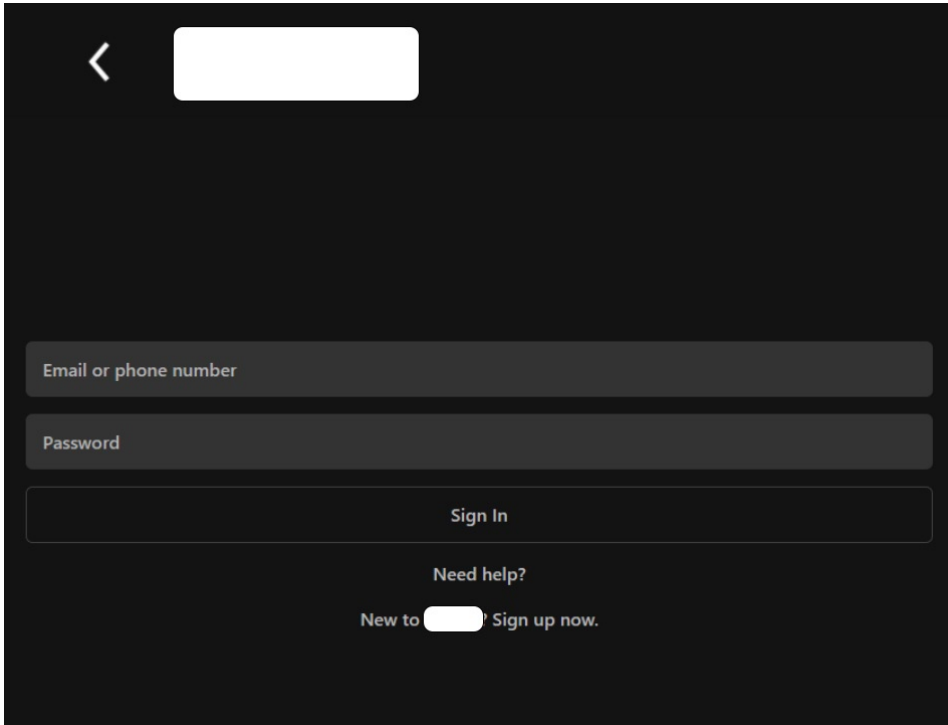 Email or phone number
Password
Sign In
Need help?
New to ? Sign up now.